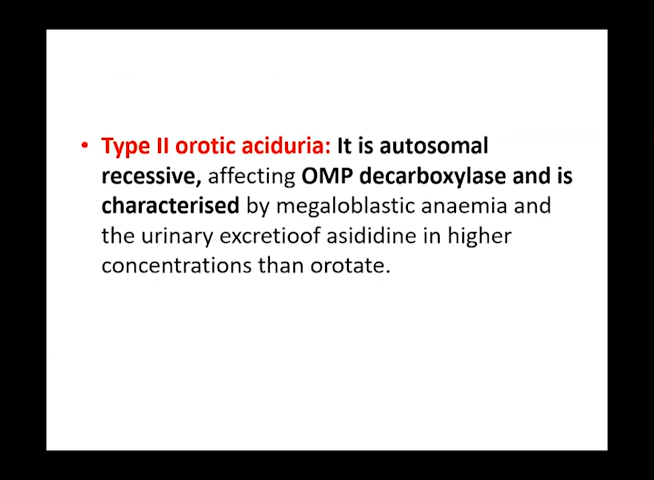 • Type II orotic aciduria: It is autosomal
recessive, affecting OMP decarboxylase and is
characterised by megaloblastic anaemia and
the urinary excretioof asididine in higher
concentrations than orotate.